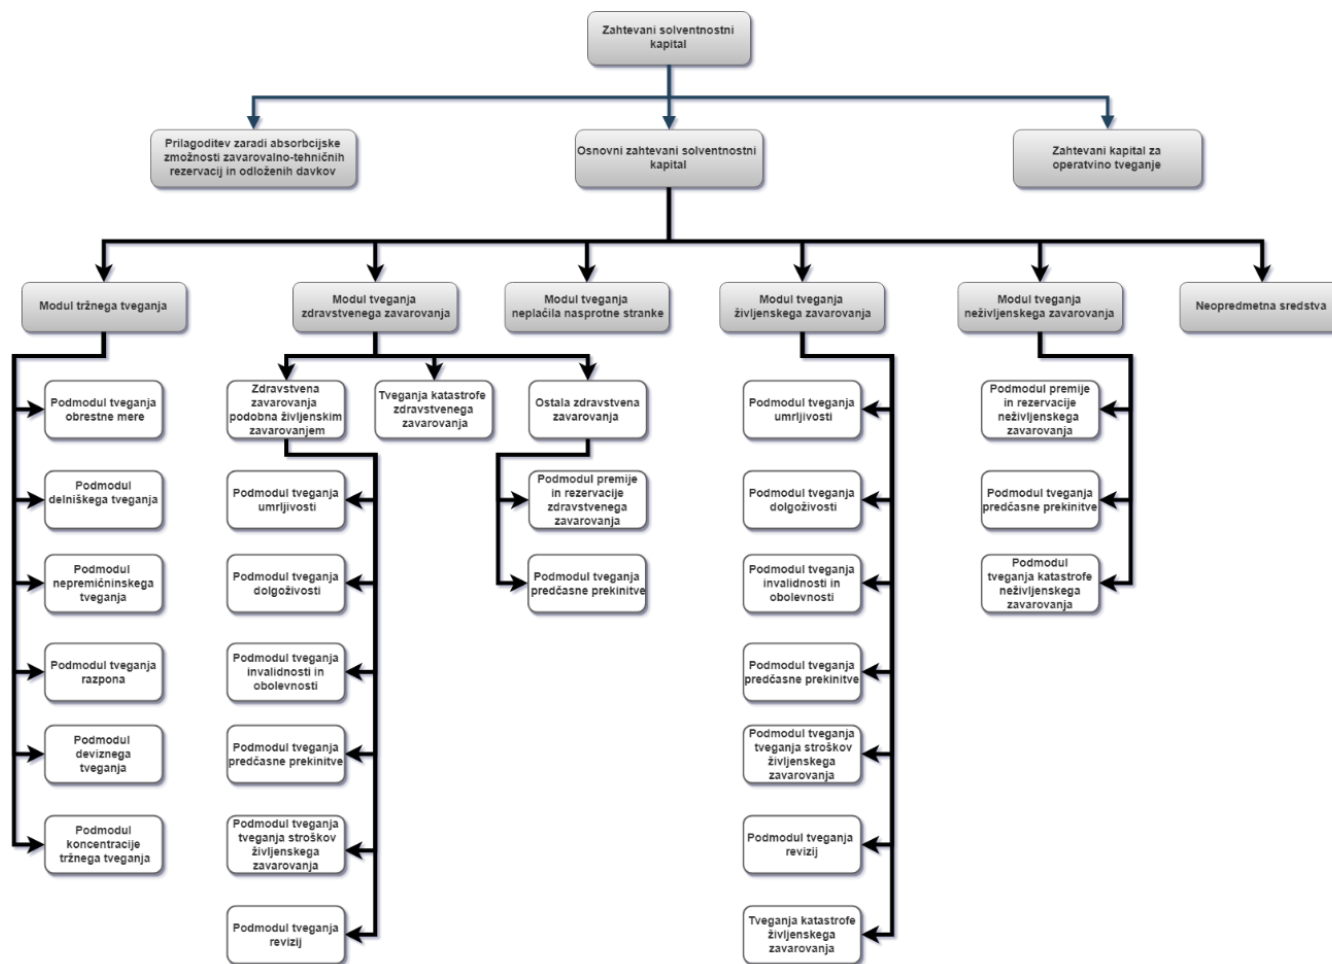 Zahtevani solventnostni
kapital
Prilagoditev zaradi absorbcijske
zmožnosti zavarovalno-tehničnih
rezervacij in odloženih davkov
Osnovni zahtevani solventnostni
kapital
Zahtevani kapital za
operatvino tveganje
Modul tržnega tveganja
Modul tveganja
zdravstvenega zavarovanja
Modul tveganja
neplačila nasprotne stranke
Modul tveganja
življenskega zavarovanja
Modul tveganja
neživljenskega zavarovanja
Neopredmetna sredstva
Podmodul tveganja
obrestne mere
Podmodul
delniškega tveganja
Podmodul
nepremičninskega
tveganja
Podmodul tveganja
razpona
Podmodul
deviznega
tveganja
Podmodul
koncentracije
tržnega tveganja
Zdravstvena
zavarovanja
podobna življenskim
zavarovanjem
Tveganja katastrofe
zdravstvenega
zavarovanja
Ostala zdravstvena
zavarovanja
Podmodul tveganja
umrljivosti
Podmodul tveganja
dolgoživosti
Podmodul tveganja
invalidnosti in
obolevnosti
Podmodul tveganja
predčasne prekinitve
Podmodul tveganja
tveganja stroškov
življenskega
zavarovanja
Podmodul tveganja
revizij
Podmodul premije
in rezervacije
zdravstvenega
zavarovanja
Podmodul tveganja
predčasne prekinitve
Podmodul tveganja
umrljivosti
Podmodul tveganja
dolgoživosti
Podmodul tveganja
invalidnosti in
obolevnosti
Podmodul tveganja
predčasne prekinitve
Podmodul tveganja
tveganja stroškov
življenskega
zavarovanja
Podmodul tveganja
revizij
Tveganja katastrofe
življenskega
zavarovanja
Podmodul premije
in rezervacije
neživljenskega
zavarovanja
Podmodul tveganja
predčasne prekinitve
Podmodul
tveganja katastrofe
neživljenskega
zavarovanja